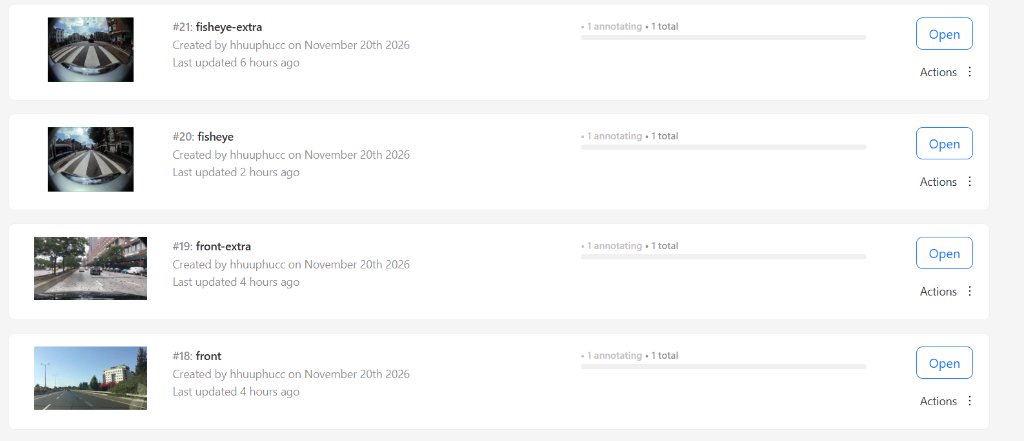 #21: fisheye-extra
Created by hhuuphucc on November 20th 2026
Last updated 6 hours ago
• 1 annotating • 1 total
Open
Actions
#20: fisheye
Created by hhuuphucc on November 20th 2026
Last updated 2 hours ago
• 1 annotating • 1 total
Open
Actions
#19: front-extra
Created by hhuuphucc on November 20th 2026
Last updated 4 hours ago
• 1 annotating • 1 total
Open
Actions
#18: front
Created by hhuuphucc on November 20th 2026
Last updated 4 hours ago
• 1 annotating • 1 total
Open
Actions